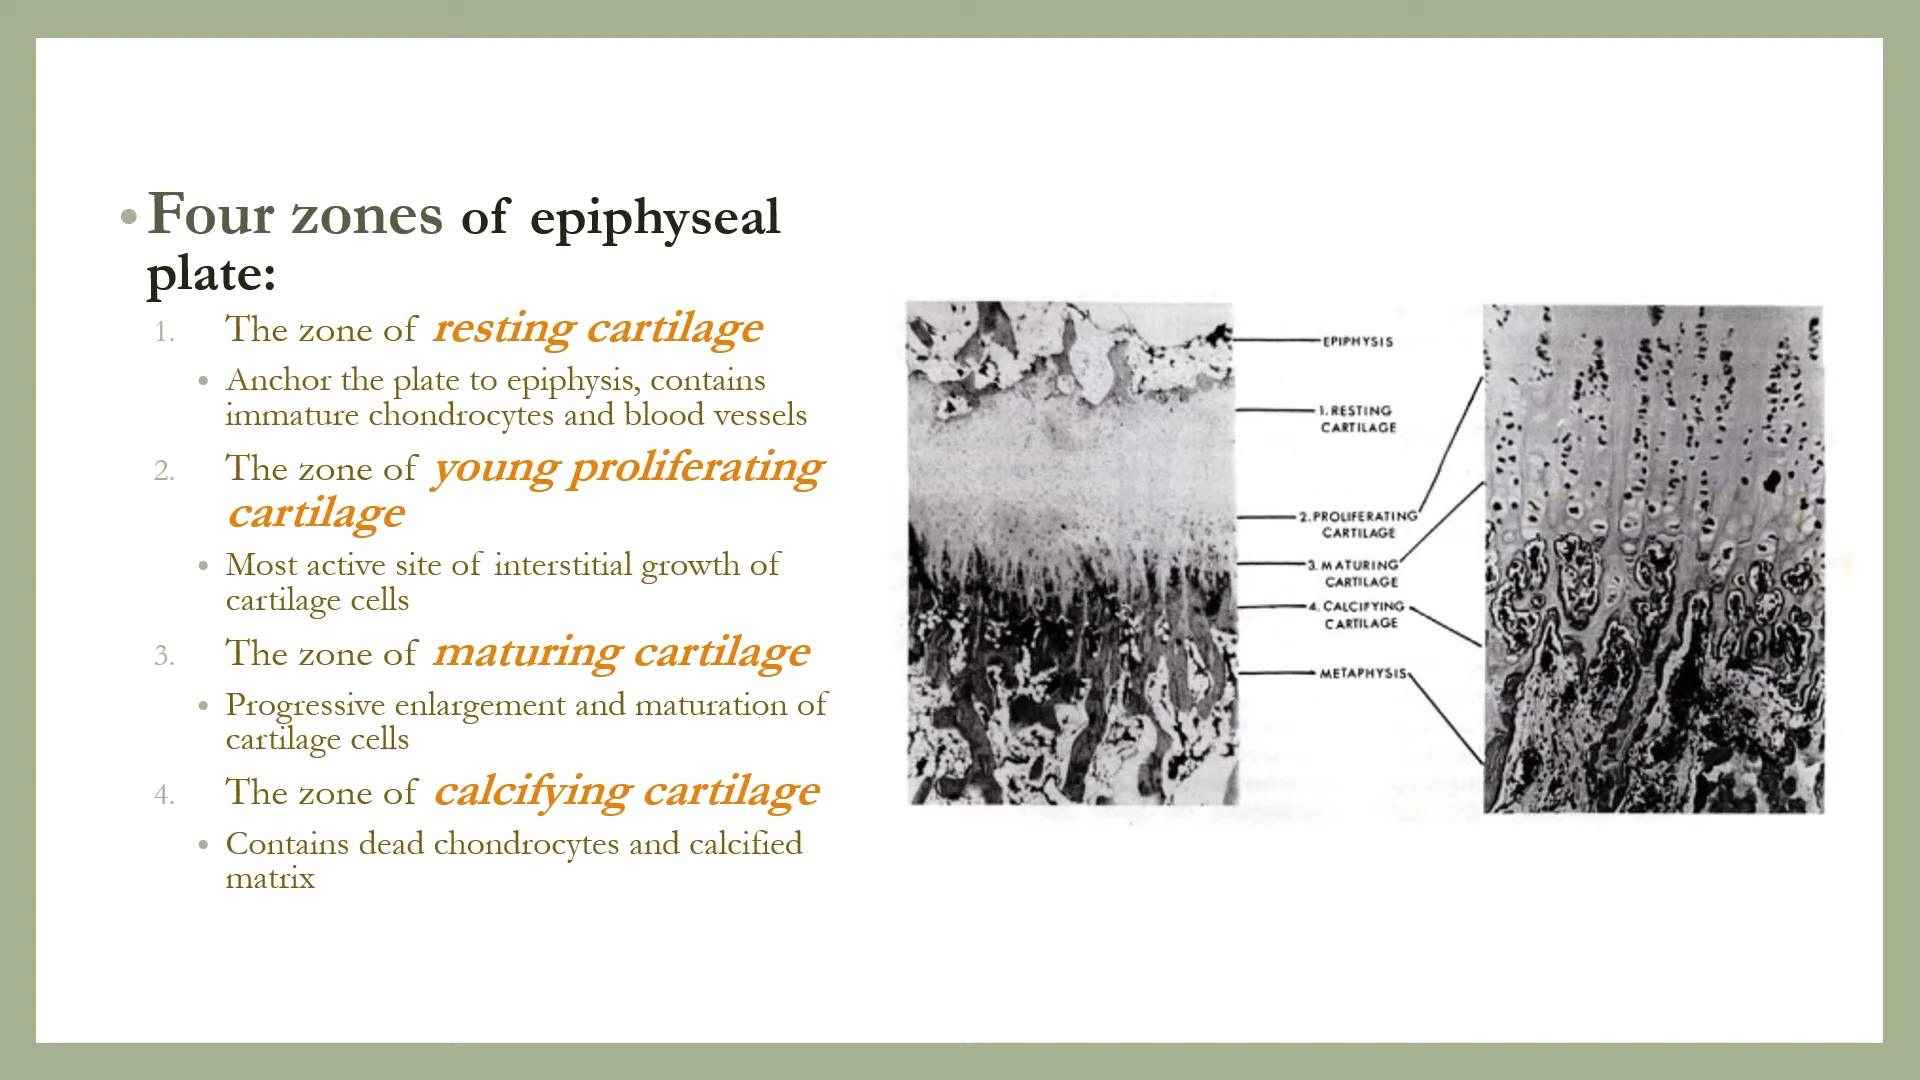 • Four zones of epiphyseal
plate:
1. The zone of resting cartilage
• Anchor the plate to epiphysis, contains
immature chondrocytes and blood vessels
2. The zone of young proliferating
cartilage
• Most active site of interstitial growth of
cartilage cells
3. The zone of maturing cartilage
• Progressive enlargement and maturation of
cartilage cells
4. The zone of calcifying cartilage
• Contains dead chondrocytes and calcified
matrix
EPIPHYSIS
1. RESTING
CARTILAGE
2. PROLIFERATING
CARTILAGE
3. MATURING
CARTILAGE
4. CALCIFYING
CARTILAGE
METAPHYSIS